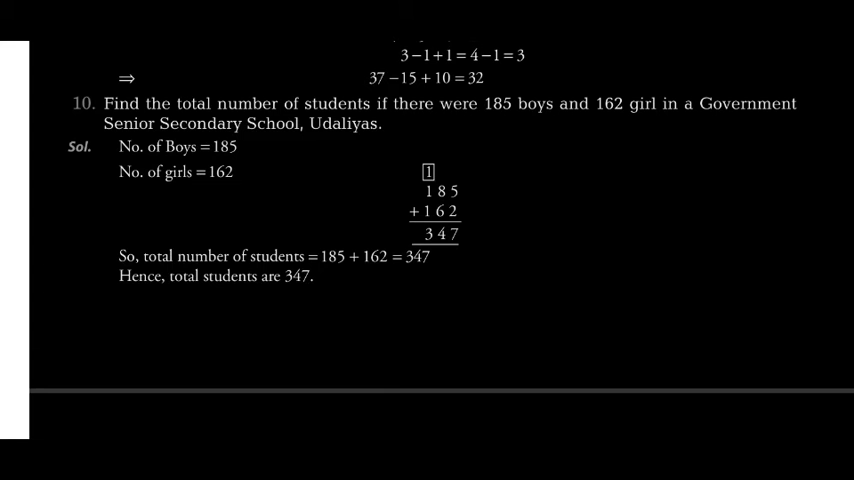 3 − 1 + 1 = 4 − 1 = 3
⇒ 37 − 15 + 10 = 32
10. Find the total number of students if there were 185 boys and 162 girl in a Government
Senior Secondary School, Udaliyas.
Sol. No. of Boys = 185
No. of girls = 162
1
1 8 5
+ 1 6 2
3 4 7
So, total number of students = 185 + 162 = 347
Hence, total students are 347.